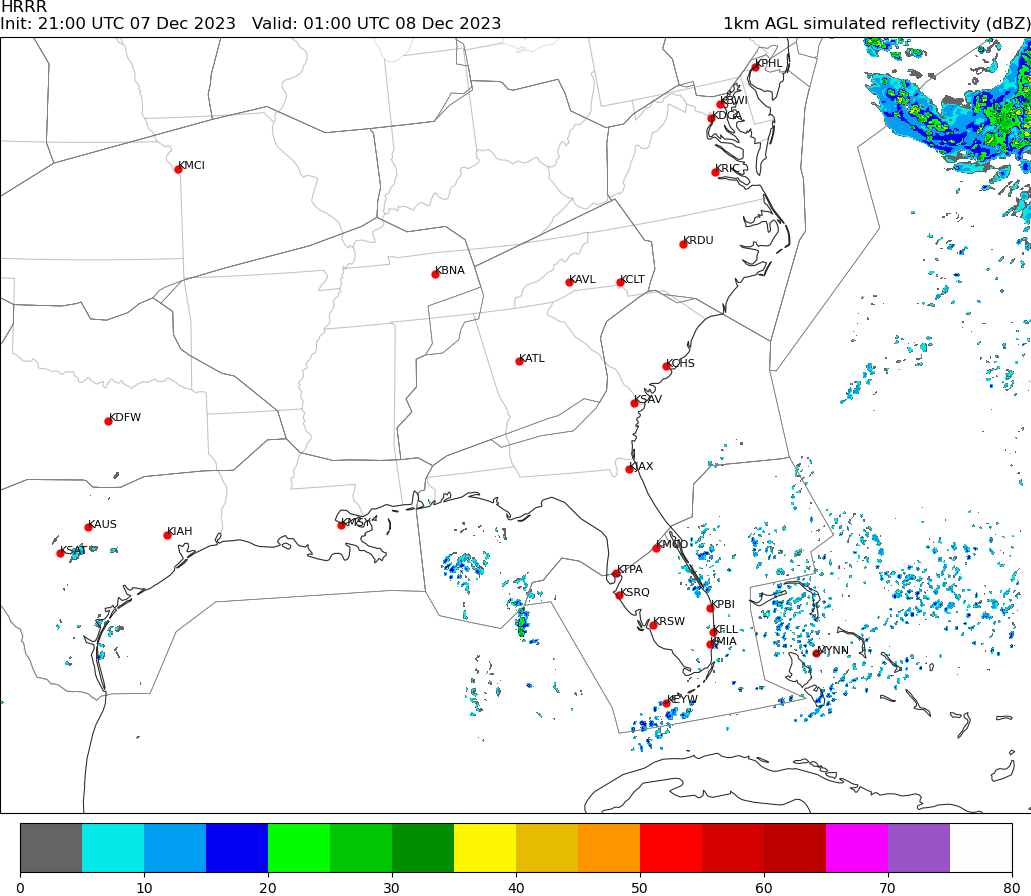 HRRR
Init: 21:00 UTC 07 Dec 2023 Valid: 01:00 UTC 08 Dec 2023 1km AGL simulated reflectivity (dBZ)
KPHL
KBWI
KDCA
KMCI
KRIC
KRDU
KBNA
KAVL KCLT
KATL
KCHS
KSAV
KDFW
KJAX
KAUS KMSY
KIAH
KSAT KMCO
KTPA
KSRQ
KPBI
KRSW
KFLL
KMIA
MYNN
KEYW
0 10 20 30 40 50 60 70 80